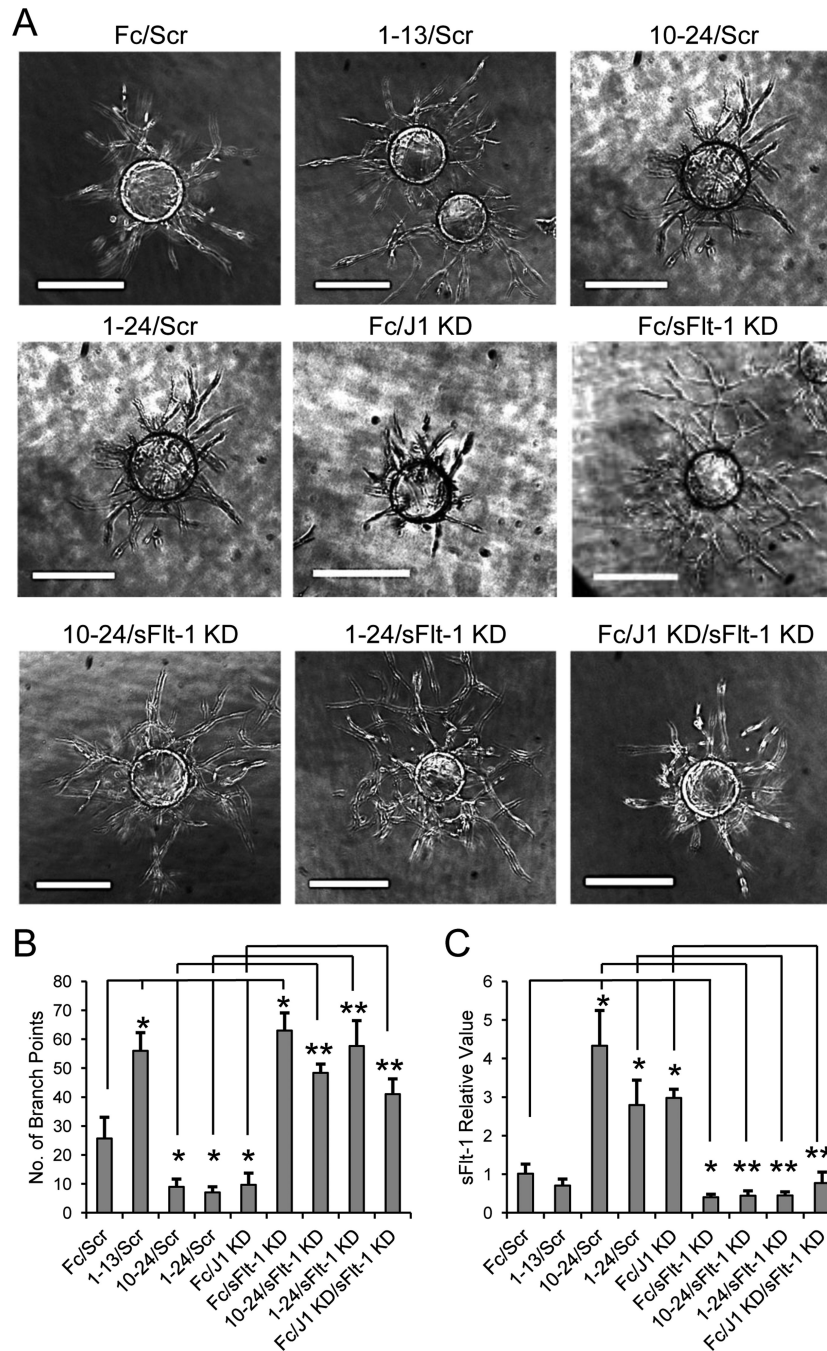 A
Fc/Scr
1-13/Scr
10-24/Scr
1-24/Scr
Fc/J1 KD
Fc/sFlt-1 KD
10-24/sFlt-1 KD
1-24/sFlt-1 KD
Fc/J1 KD/sFlt-1 KD
B
No. of Branch Points
80
70
60
50
40
30
20
10
0
*
*
*
*
*
**
**
**
Fc/Scr
1-13/Scr
10-24/Scr
1-24/Scr
Fc/J1 KD
Fc/sFlt-1 KD
10-24/sFlt-1 KD
1-24/sFlt-1 KD
Fc/J1 KD/sFlt-1 KD
C
sFlt-1 Relative Value
6
5
4
3
2
1
0
*
*
*
*
**
**
**
Fc/Scr
1-13/Scr
10-24/Scr
1-24/Scr
Fc/J1 KD
Fc/sFlt-1 KD
10-24/sFlt-1 KD
1-24/sFlt-1 KD
Fc/J1 KD/sFlt-1 KD